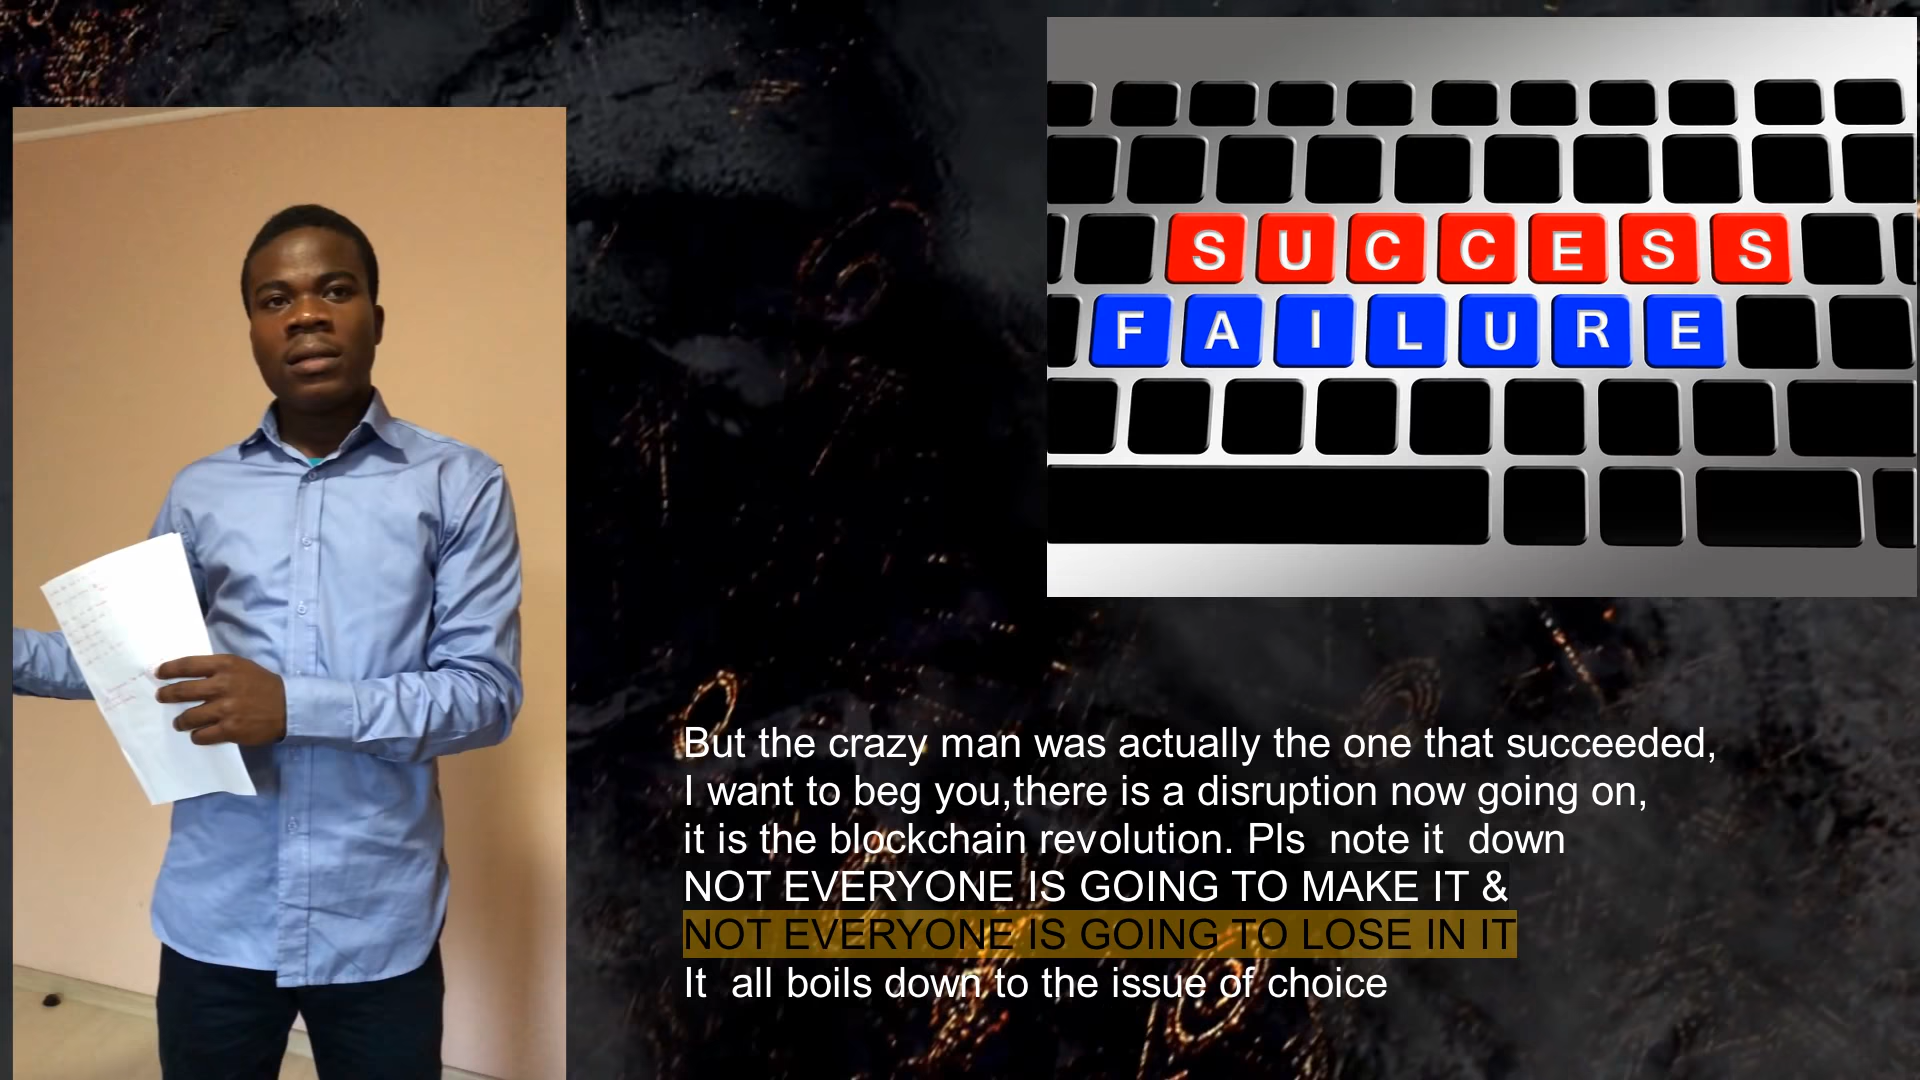 SUCCESS
FAILURE
But the crazy man was actually the one that succeeded,
I want to beg you,there is a disruption now going on,
it is the blockchain revolution. Pls  note it  down
NOT EVERYONE IS GOING TO MAKE IT &
NOT EVERYONE IS GOING TO LOSE IN IT
It  all boils down to the issue of choice